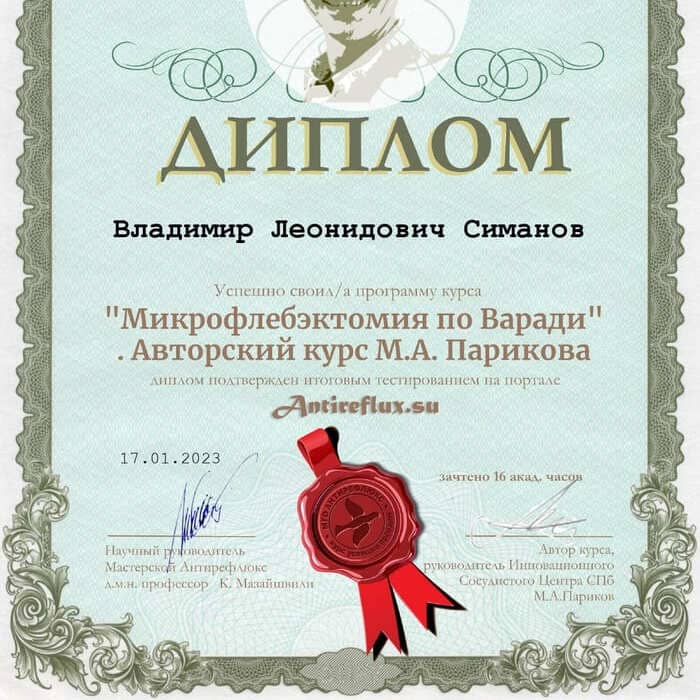 ДИПЛОМ
Владимир Леонидович Симанов
Успешно своил/а программу курса
"Микрофлебэктомия по Варади"
. Авторский курс М.А. Парикова
диплом подтвержден итоговым тестированием на портале
Antireflux.su
17.01.2023
зачтено 16 акад. часов
Научный руководитель
Мастерской Антирефлюкс
д.м.н. профессор К. Мазайшвили
Автор курса,
руководитель Инновационного
Сосудистого Центра СПб
М.А.Париков